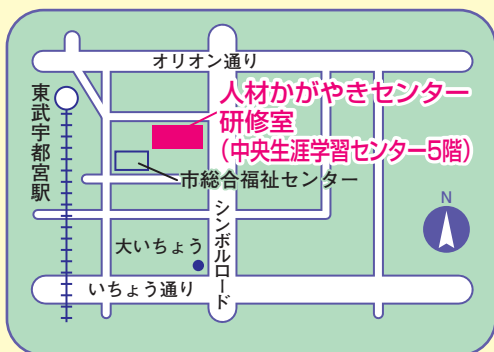 オリオン通り
東武宇都宮駅
人材かがやきセンター
研修室
(中央生涯学習センター5階)
市総合福祉センター
シンボルロード
N
大いちょう
いちょう通り